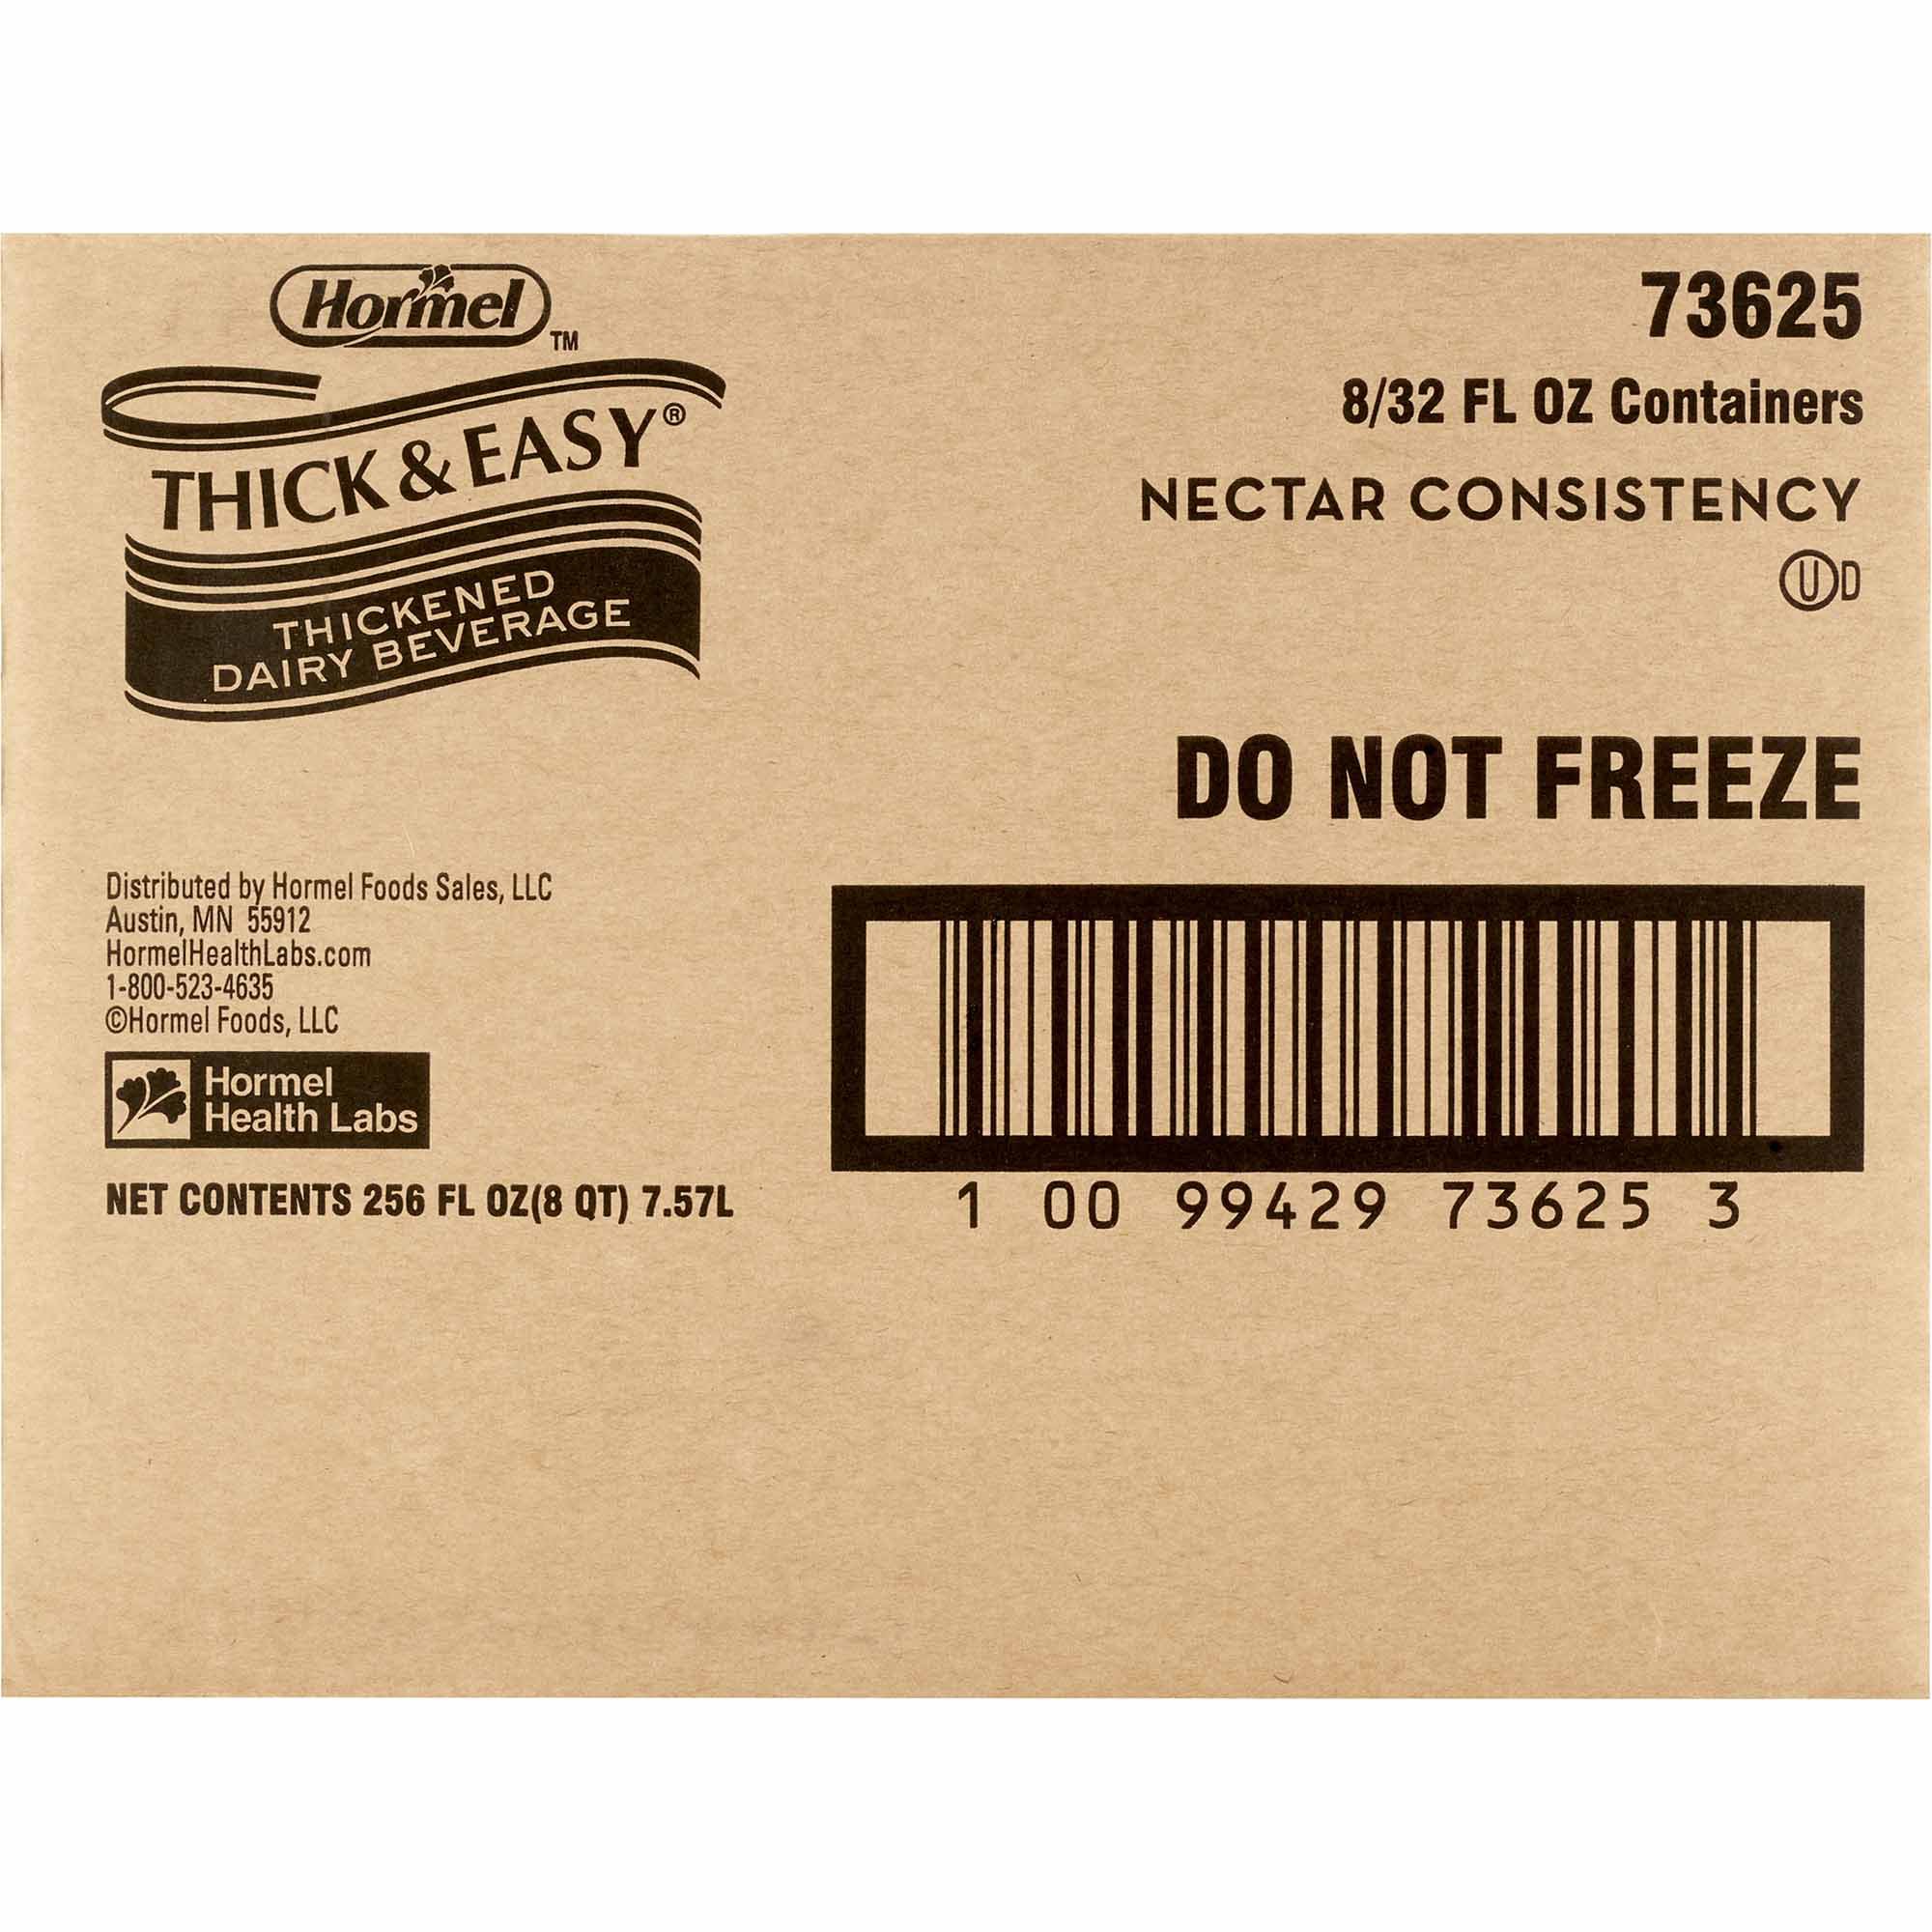 Hormel™
THICK & EASY®
THICKENED
DAIRY BEVERAGE
73625
8/32 FL OZ Containers
NECTAR CONSISTENCY
UD
DO NOT FREEZE
Distributed by Hormel Foods Sales, LLC
Austin, MN 55912
HormelHealthLabs.com
1-800-523-4635
©Hormel Foods, LLC
Hormel
Health Labs
NET CONTENTS 256 FL OZ(8 QT) 7.57L
1 00 99429 73625 3